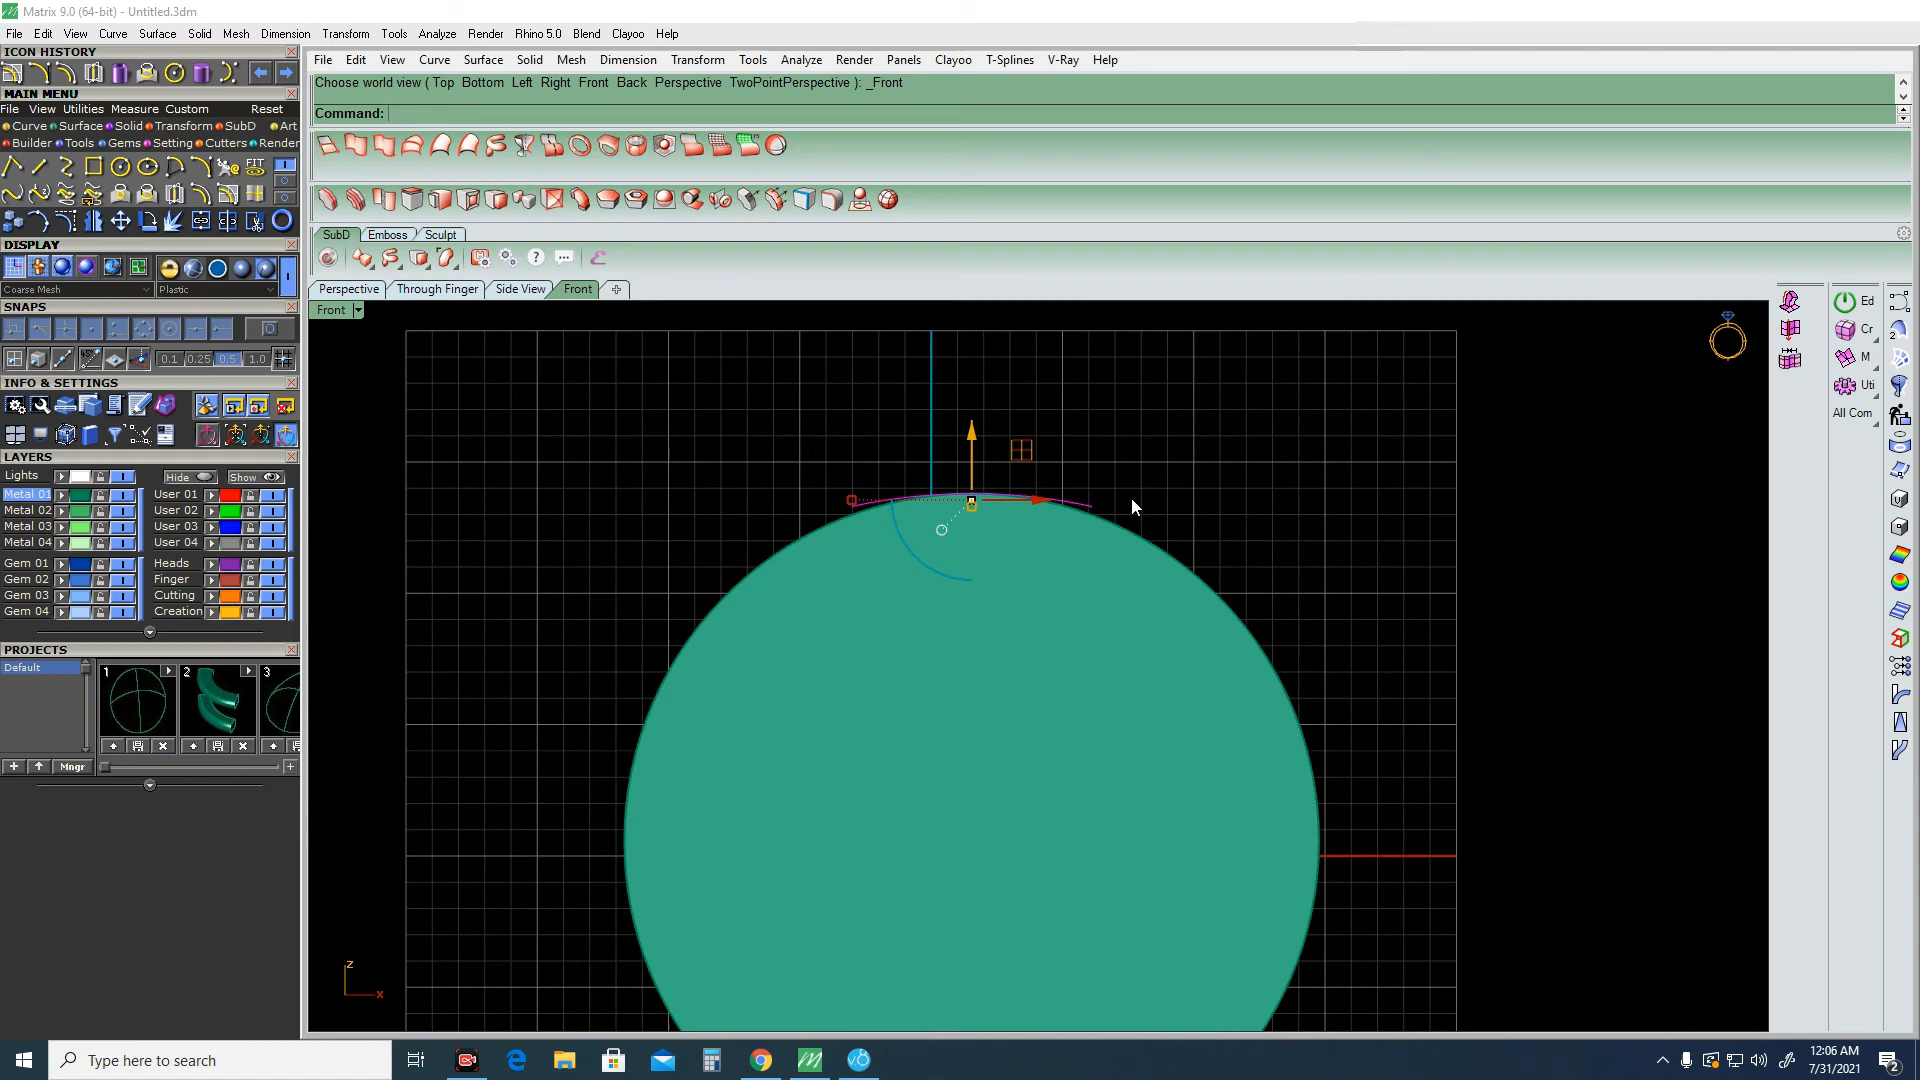 Matrix 9.0 (64-bit) - Untitled.3dm
File Edit View Curve Surface Solid Mesh Dimension Transform Tools Analyze Render Rhino 5.0 Blend Clayoo Help
ICON HISTORY
MAIN MENU
File View Utilities Measure Custom Reset
Curve Surface Solid Transform SubD Art
Builder Tools Gems Setting Cutters Render
FIT
DISPLAY
Coarse Mesh Plastic
SNAPS
0.1 0.25 0.5 1.0
INFO & SETTINGS
LAYERS
Lights Hide Show
Metal 01 User 01
Metal 02 User 02
Metal 03 User 03
Metal 04 User 04
Gem 01 Heads
Gem 02 Finger
Gem 03 Cutting
Gem 04 Creation
PROJECTS
Default
1 2 3
Mngr
File Edit View Curve Surface Solid Mesh Dimension Transform Tools Analyze Render Panels Clayoo T-Splines V-Ray Help
Choose world view ( Top Bottom Left Right Front Back Perspective TwoPointPerspective ): _Front
Command:
SubD Emboss Sculpt
Perspective Through Finger Side View Front
Front
z
x
Ed
Cr
M
Uti
All Com
2
Type here to search
12:06 AM
7/31/2021
2